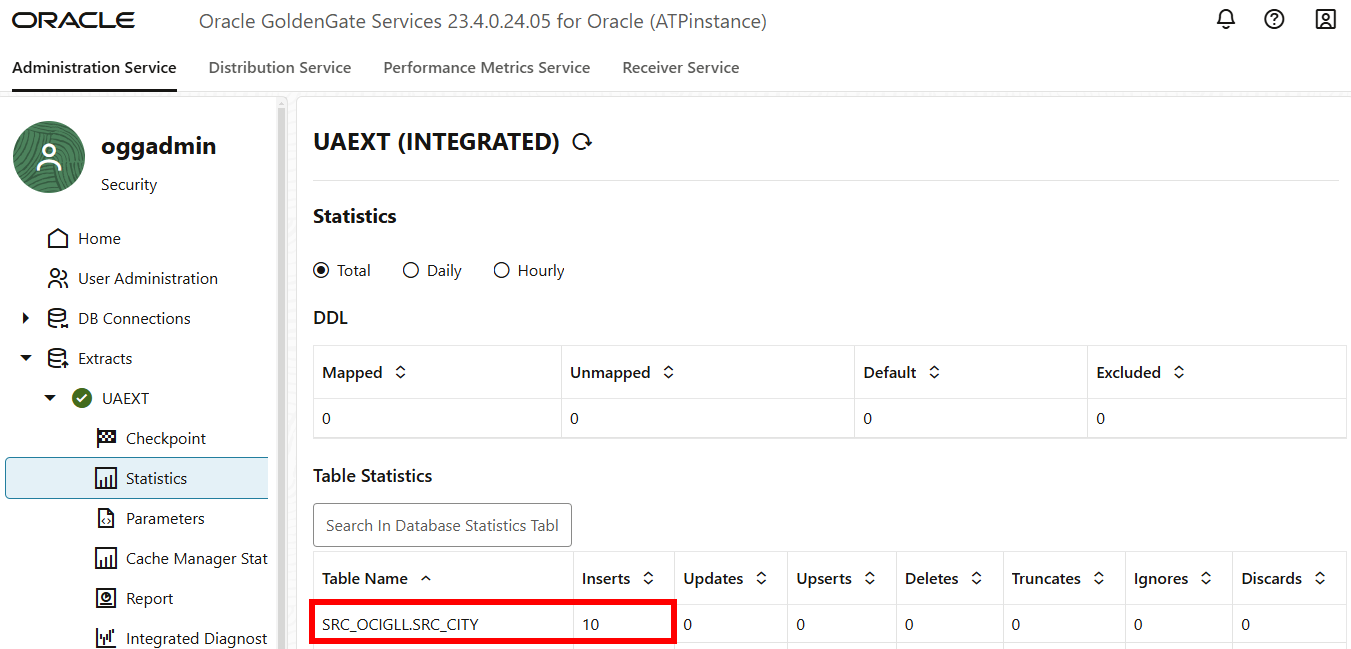 ORACLE Oracle GoldenGate Services 23.4.0.24.05 for Oracle (ATPinstance)
Administration Service Distribution Service Performance Metrics Service Receiver Service
oggadmin
Security
Home
User Administration
DB Connections
Extracts
UAEXT
Checkpoint
Statistics
Parameters
Cache Manager Stat
Report
Integrated Diagnost
UAEXT (INTEGRATED)
Statistics
Total Daily Hourly
DDL
Mapped Unmapped Default Excluded
0 0 0 0
Table Statistics
Search In Database Statistics Tabl
Table Name Inserts Updates Upserts Deletes Truncates Ignores Discards
SRC_OCIGLL.SRC_CITY 10 0 0 0 0 0 0